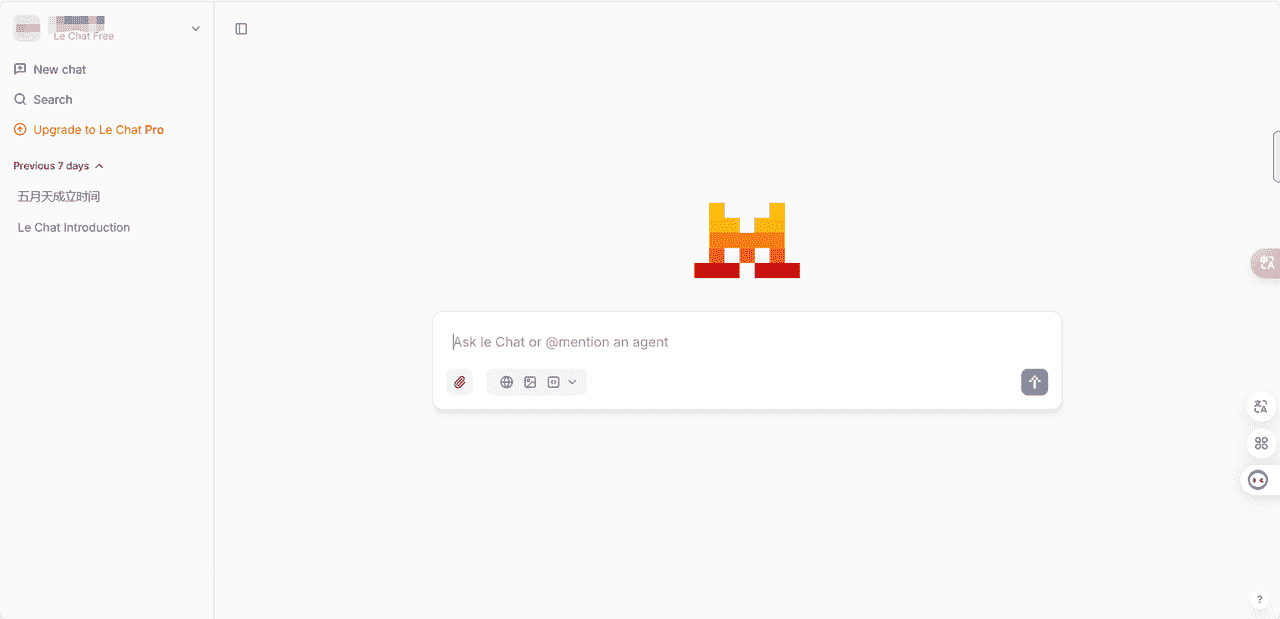 Le Chat Free
New chat
Search
Upgrade to Le Chat Pro
Previous 7 days
五月天成立时间
Le Chat Introduction
Ask le Chat or @mention an agent
?